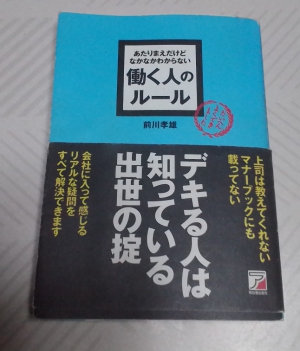 あたりまえだけど
なかなかわからない
働く人の
ルール
前川孝雄
上司は教えてくれない
マナーブックにも
載ってない
デキる人は
知っている
出世の掟
会社に入って感じる
リアルな疑問を
すべて解決できます